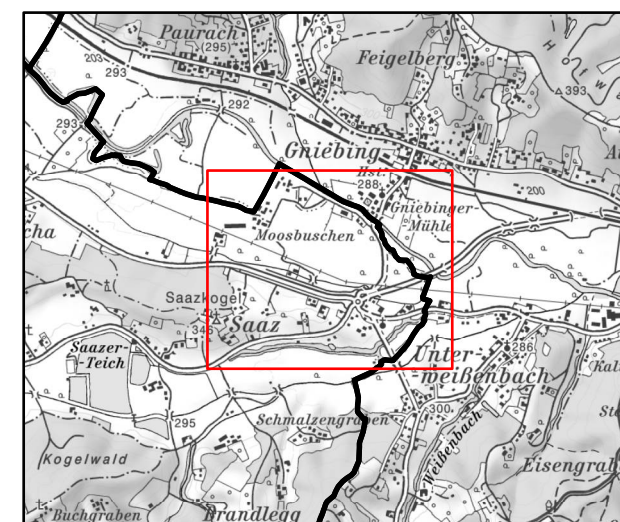 Paurach
(295)
203
293
Feigelberg
393
292
293
Gniebing
Hst.
288
200
Gniebinger-
Mühle
Moosbuschen
cha
Saazkogel
346
Saaz
Saazer-
-Teich
286
Unter-
-weißenbach
300
295
Schmalzengraben
Weißenbach
Kogelwald
Eisengrab
Buchgraben
Brandlegg